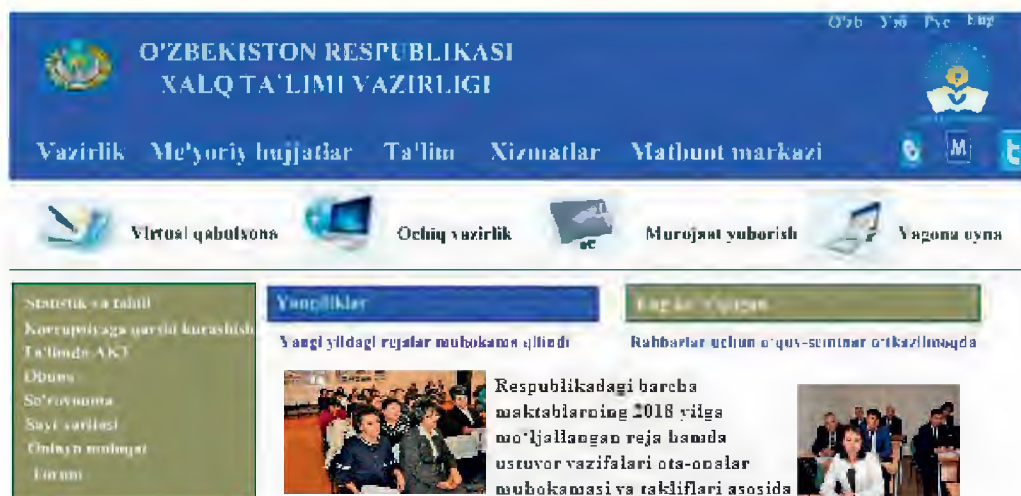 O'zb Ўзб Рус Eng
O'ZBEKISTON RESPUBLIKASI
XALQ TA'LIMI VAZIRLIGI
Vazirlik Me'yoriy hujjatlar Ta'lim Xizmatlar Matbuot markazi
M t
Virtual qabulxona Ochiq vazirlik Murojaat yuborish Yagona oyna
Statistik va tahlil
Yangiliklar
Korrupsiyaga qarshi kurashish
Ta'limda AKT
Yangi yildagi rejalar muhokama qilindi Rahbarlar uchun o'quv-seminar o'tkazilmoqda
Obuna
So'rovnoma
Sayt xaritasi
Onlayn muloqot
Forum
Respublikadagi barcha
maktablarning 2018 yilga
mo'ljallangan reja hamda
ustuvor vazifalari ota-onalar
muhokamasi va takliflari asosida